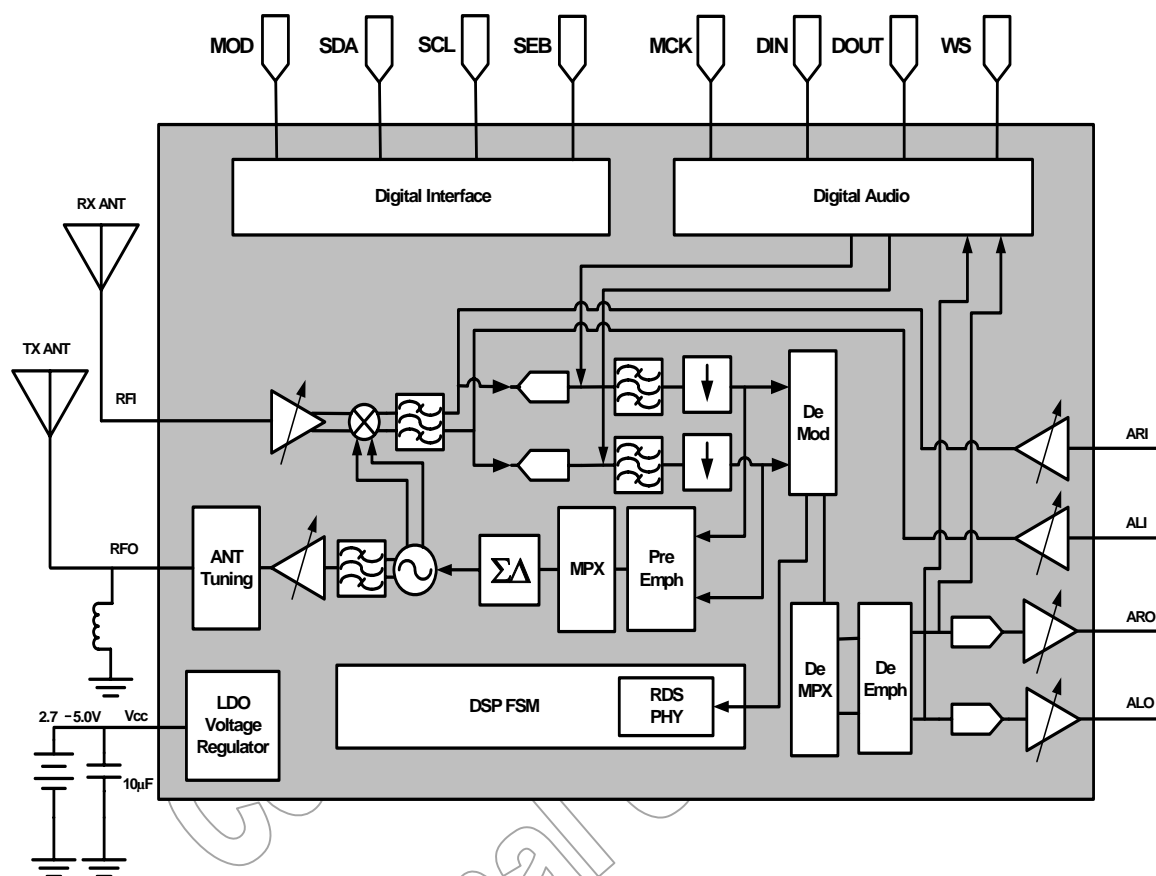 MOD SDA SCL SEB MCK DIN DOUT WS
Digital Interface
Digital Audio
RX ANT
TX ANT
RFI
De
Mod
ARI
ALI
RFO
ANT
Tuning
ΣΔ
MPX
Pre
Emph
De
MPX
De
Emph
ARO
ALO
DSP FSM
RDS
PHY
LDO
Voltage
Regulator
2.7 –5.0V
Vcc
10μF